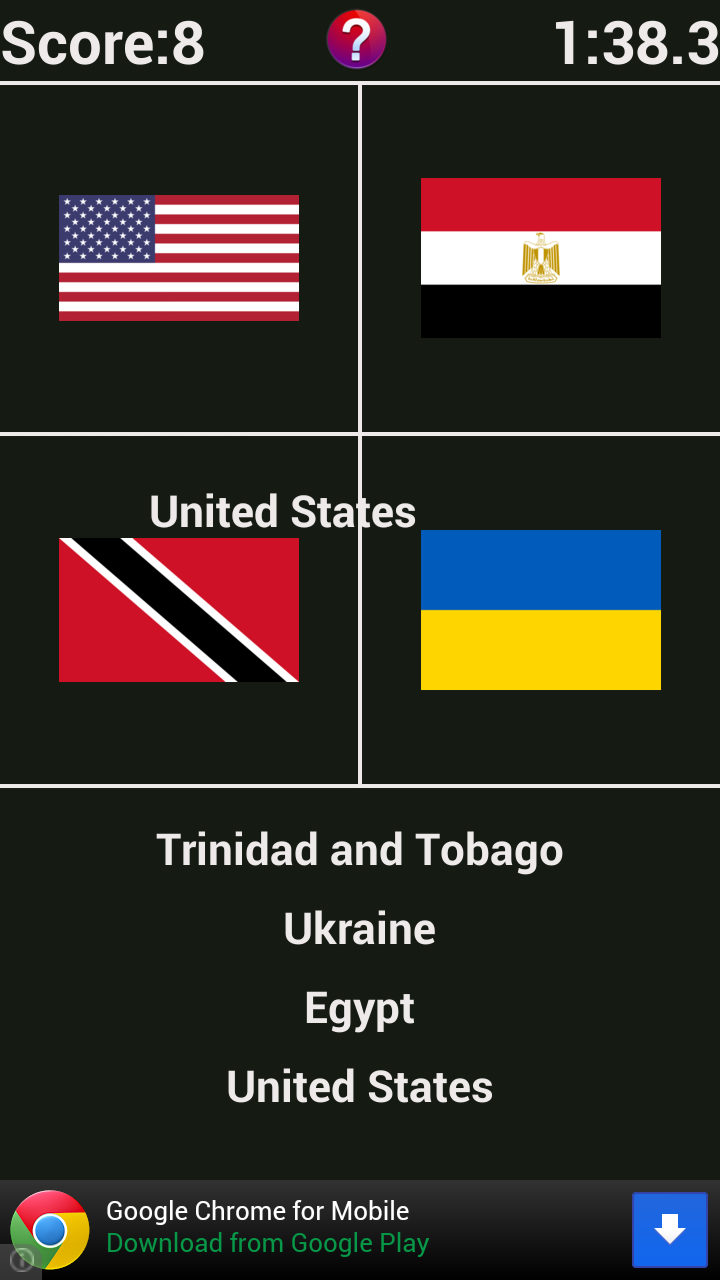 Score:8
?
1:38.3
United States
Trinidad and Tobago
Ukraine
Egypt
United States
Google Chrome for Mobile
Download from Google Play